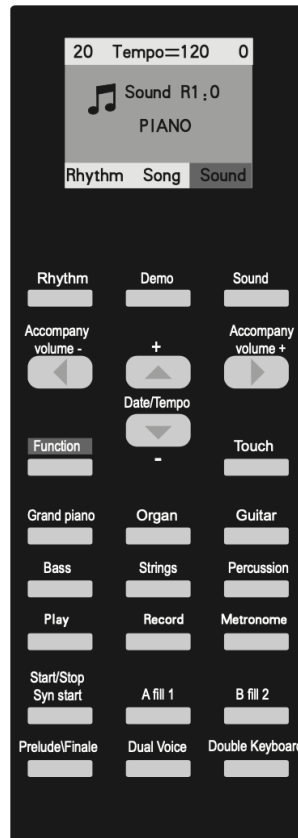 20 Tempo=120 0
Sound R1:0
PIANO
Rhythm Song Sound
Rhythm Demo Sound
Accompany volume -
+
Accompany volume +
Date/Tempo
-
Function
Touch
Grand piano Organ Guitar
Bass Strings Percussion
Play Record Metronome
Start/Stop
Syn start A fill 1 B fill 2
Prelude\Finale Dual Voice Double Keyboard